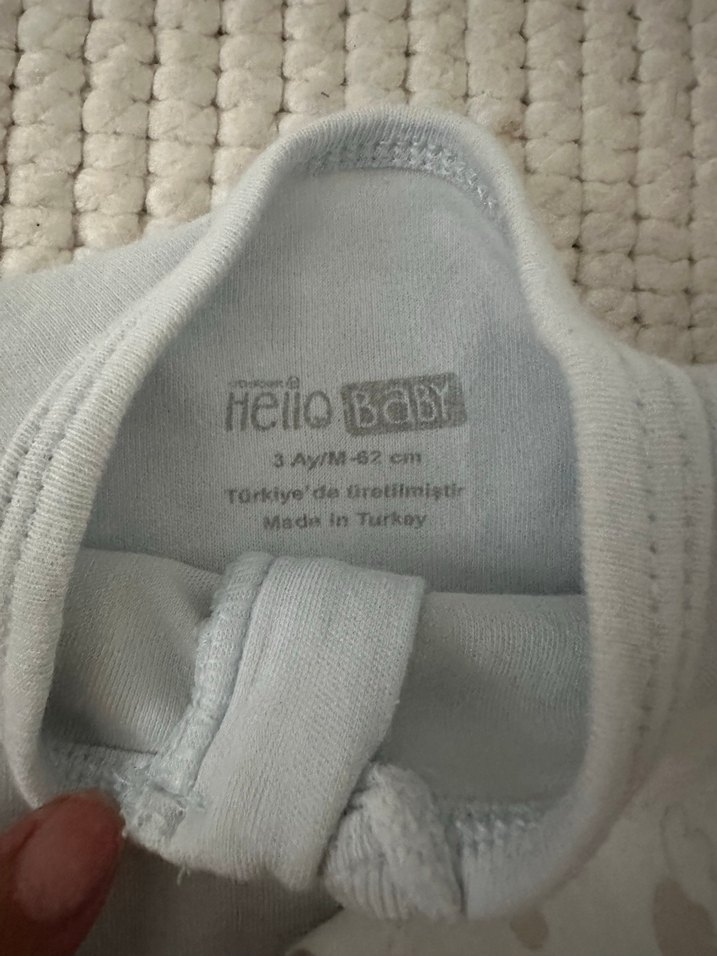 Hello BaBY
3 Ay/M-62 cm
Türkiye'de üretilmiştir
Made in Turkey